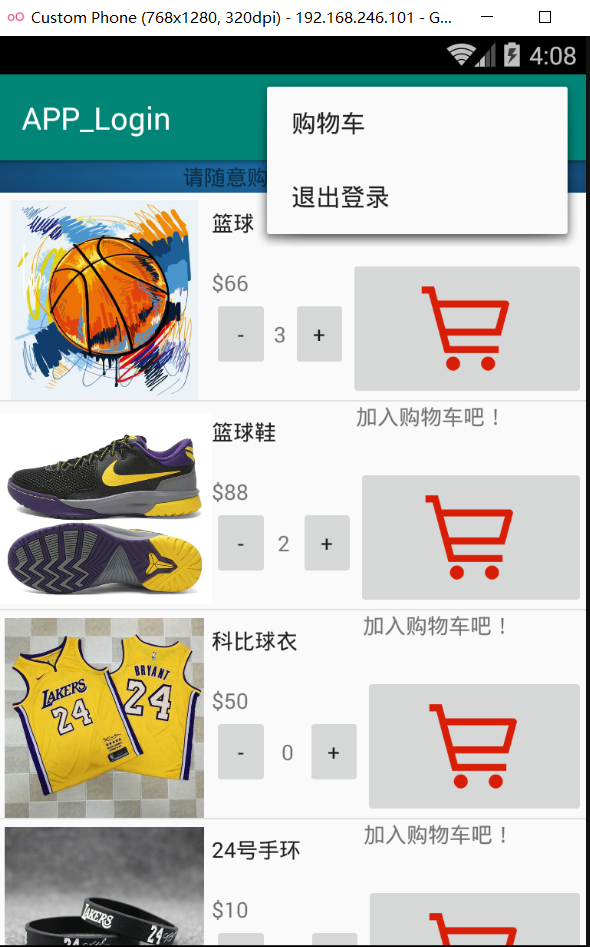 Custom Phone (768x1280, 320dpi) - 192.168.246.101 - G...
4:08
APP_Login
购物车
退出登录
请随意购
篮球
$66
- 3 +
加入购物车吧！
篮球鞋
$88
- 2 +
加入购物车吧！
科比球衣
$50
- 0 +
LAKERS
24
BRYANT
24
加入购物车吧！
24号手环
$10
LAKERS
24
24